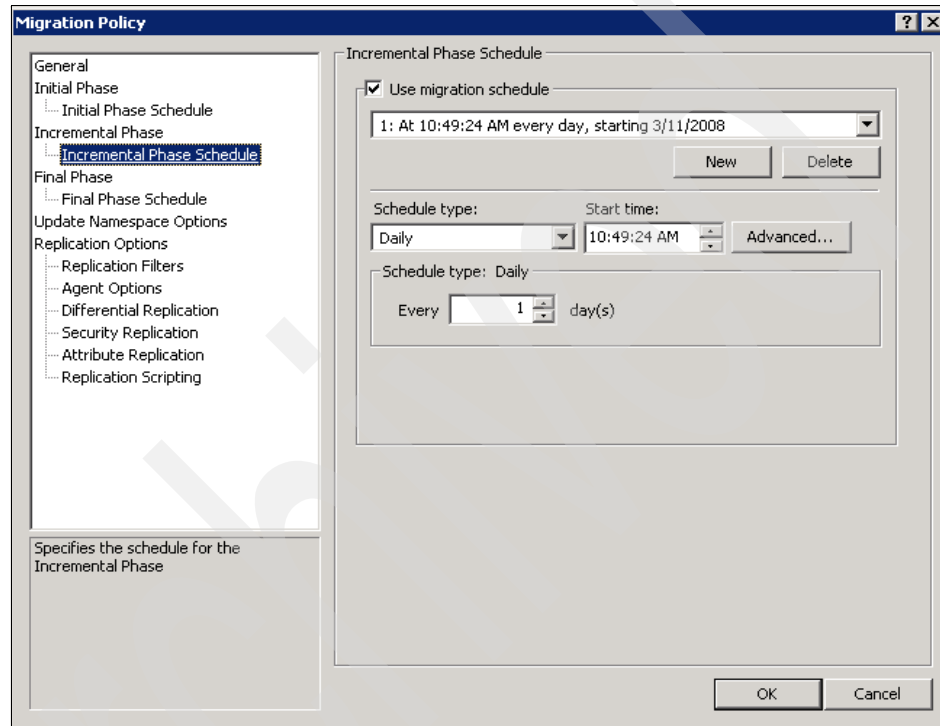 Migration Policy
General
Initial Phase
Initial Phase Schedule
Incremental Phase
Incremental Phase Schedule
Final Phase
Final Phase Schedule
Update Namespace Options
Replication Options
Replication Filters
Agent Options
Differential Replication
Security Replication
Attribute Replication
Replication Scripting
Specifies the schedule for the
Incremental Phase
Incremental Phase Schedule
Use migration schedule
1: At 10:49:24 AM every day, starting 3/11/2008
New Delete
Schedule type: Start time:
Daily 10:49:24 AM Advanced...
Schedule type: Daily
Every 1 day(s)
OK Cancel